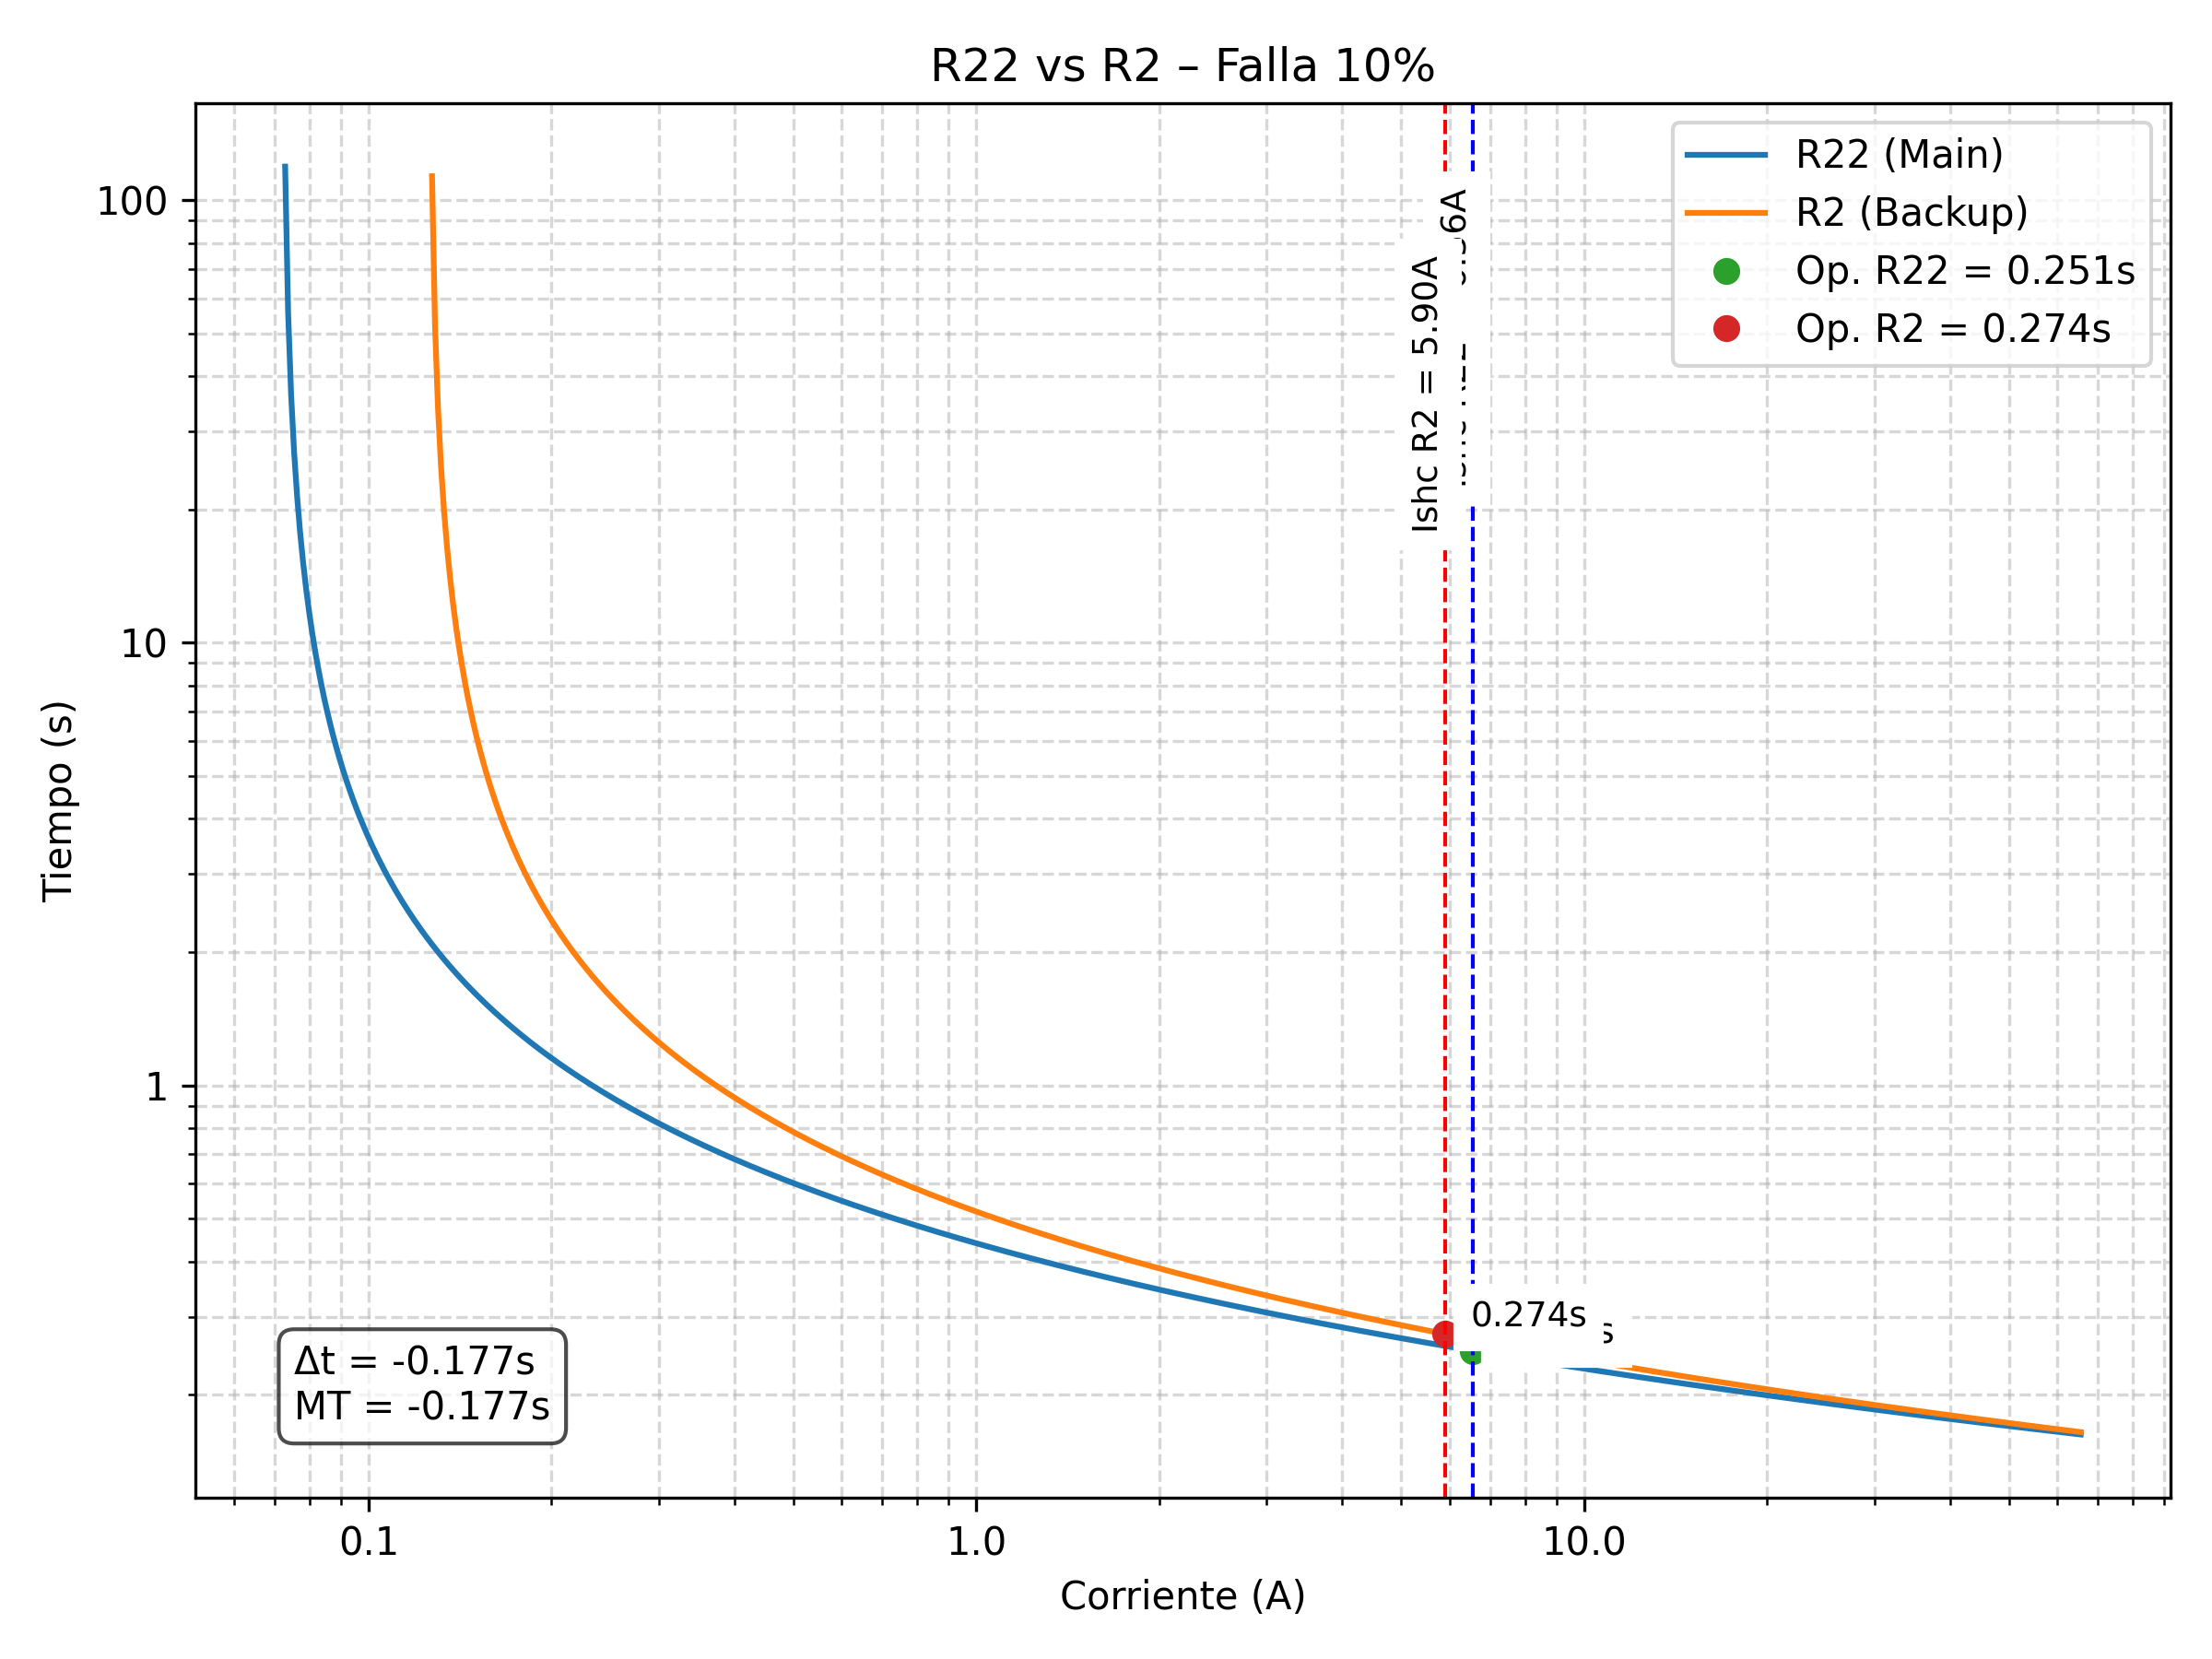 R22 vs R2 – Falla 10%
R22 (Main)
R2 (Backup)
Op. R22 = 0.251s
Op. R2 = 0.274s
Ishc R2 = 5.90A
100
10
1
Tiempo (s)
0.274s
s
Δt = -0.177s
MT = -0.177s
0.1
1.0
10.0
Corriente (A)